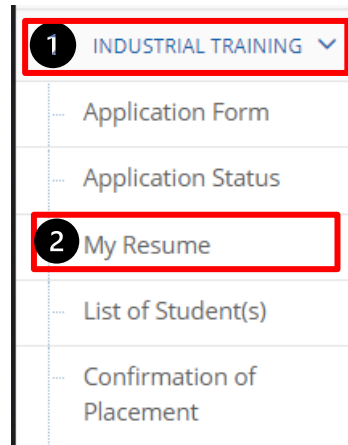 1 INDUSTRIAL TRAINING
Application Form
Application Status
2 My Resume
List of Student(s)
Confirmation of
Placement